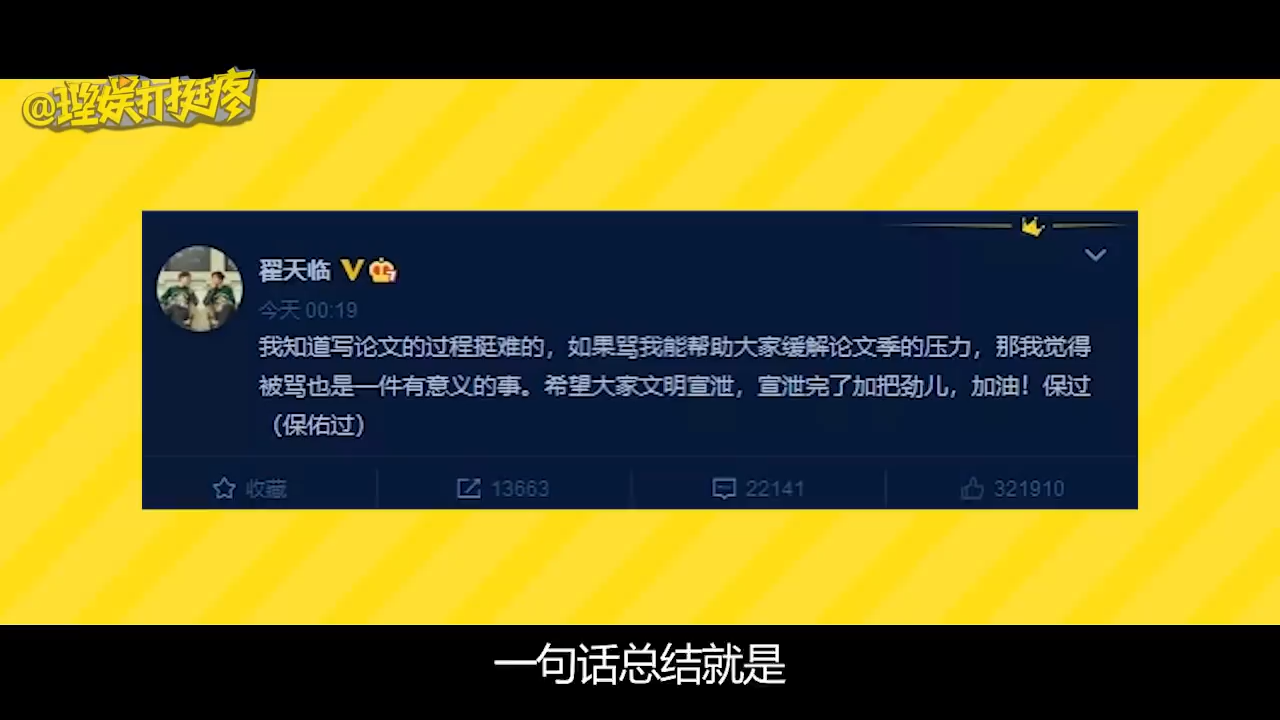 @理娱打挺疼
翟天临
今天 00:19
我知道写论文的过程挺难的，如果骂我能帮助大家缓解论文季的压力，那我觉得
被骂也是一件有意义的事。希望大家文明宣泄，宣泄完了加把劲儿，加油！保过
（保佑过）
收藏 13663 22141 321910
一句话总结就是